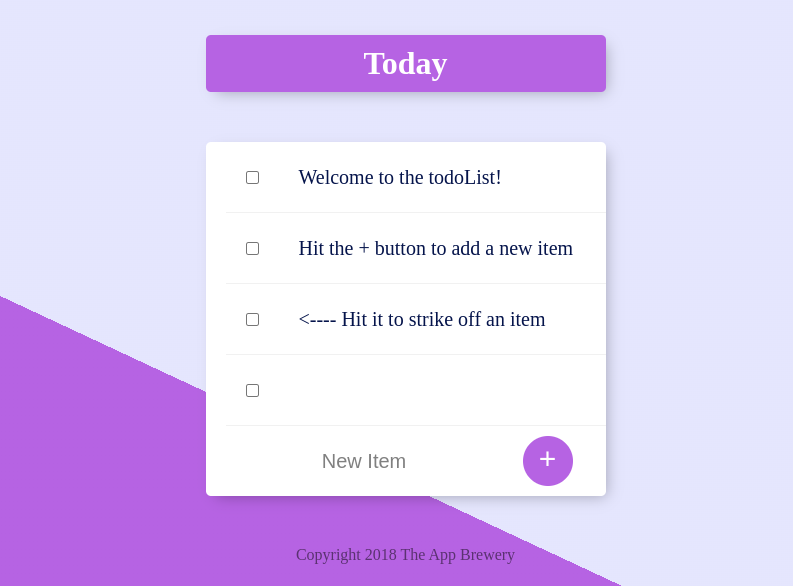 Today
Welcome to the todoList!
Hit the + button to add a new item
<---- Hit it to strike off an item
New Item +
Copyright 2018 The App Brewery